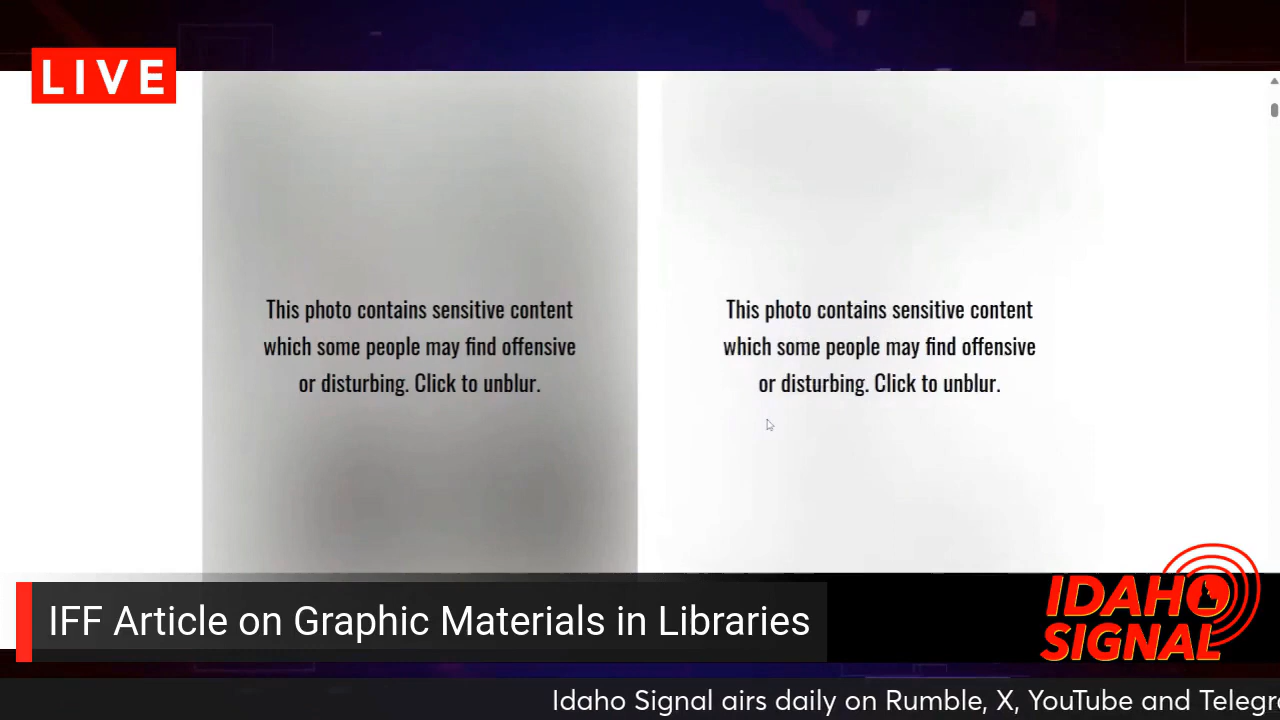 LIVE
This photo contains sensitive content
which some people may find offensive
or disturbing. Click to unblur.
This photo contains sensitive content
which some people may find offensive
or disturbing. Click to unblur.
IFF Article on Graphic Materials in Libraries
IDAHO
SIGNAL
Idaho Signal airs daily on Rumble, X, YouTube and Telegr